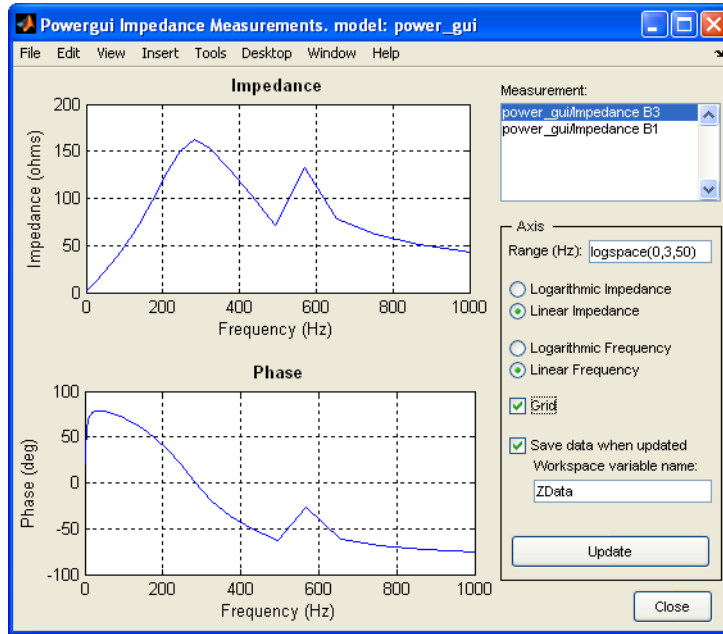 Powergui Impedance Measurements. model: power_gui
File Edit View Insert Tools Desktop Window Help
Impedance
200
150
100
50
0
Impedance (ohms)
0 200 400 600 800 1000
Frequency (Hz)
Phase
100
50
0
-50
-100
Phase (deg)
0 200 400 600 800 1000
Frequency (Hz)
Measurement:
power_gui/Impedance B3
power_gui/Impedance B1
Axis
Range (Hz): logspace(0,3,50)
Logarithmic Impedance
Linear Impedance
Logarithmic Frequency
Linear Frequency
Grid
Save data when updated
Workspace variable name:
ZData
Update
Close